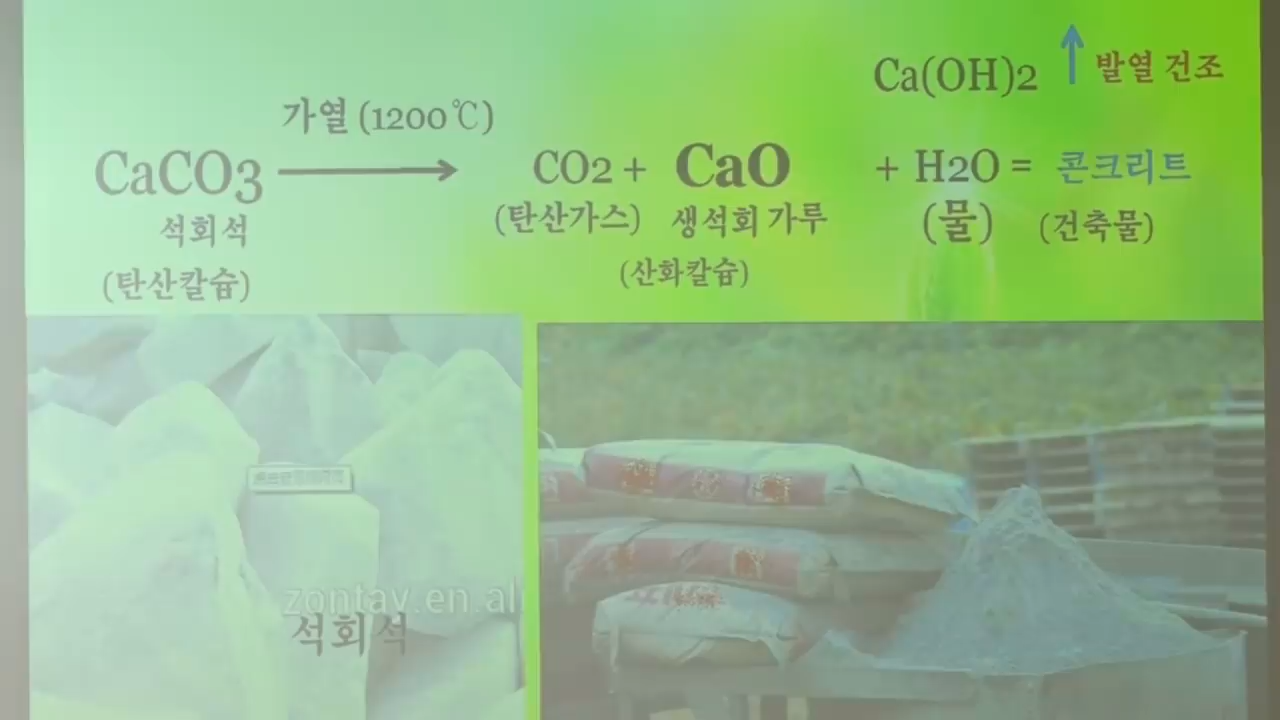 Ca(OH)2 ↑ 발열 건조
가열 (1200℃)
CaCO3 → CO2 + CaO + H2O = 콘크리트
석회석 (탄산가스) 생석회 가루 (물) (건축물)
(탄산칼슘) (산화칼슘)
zontay.en.al
석회석